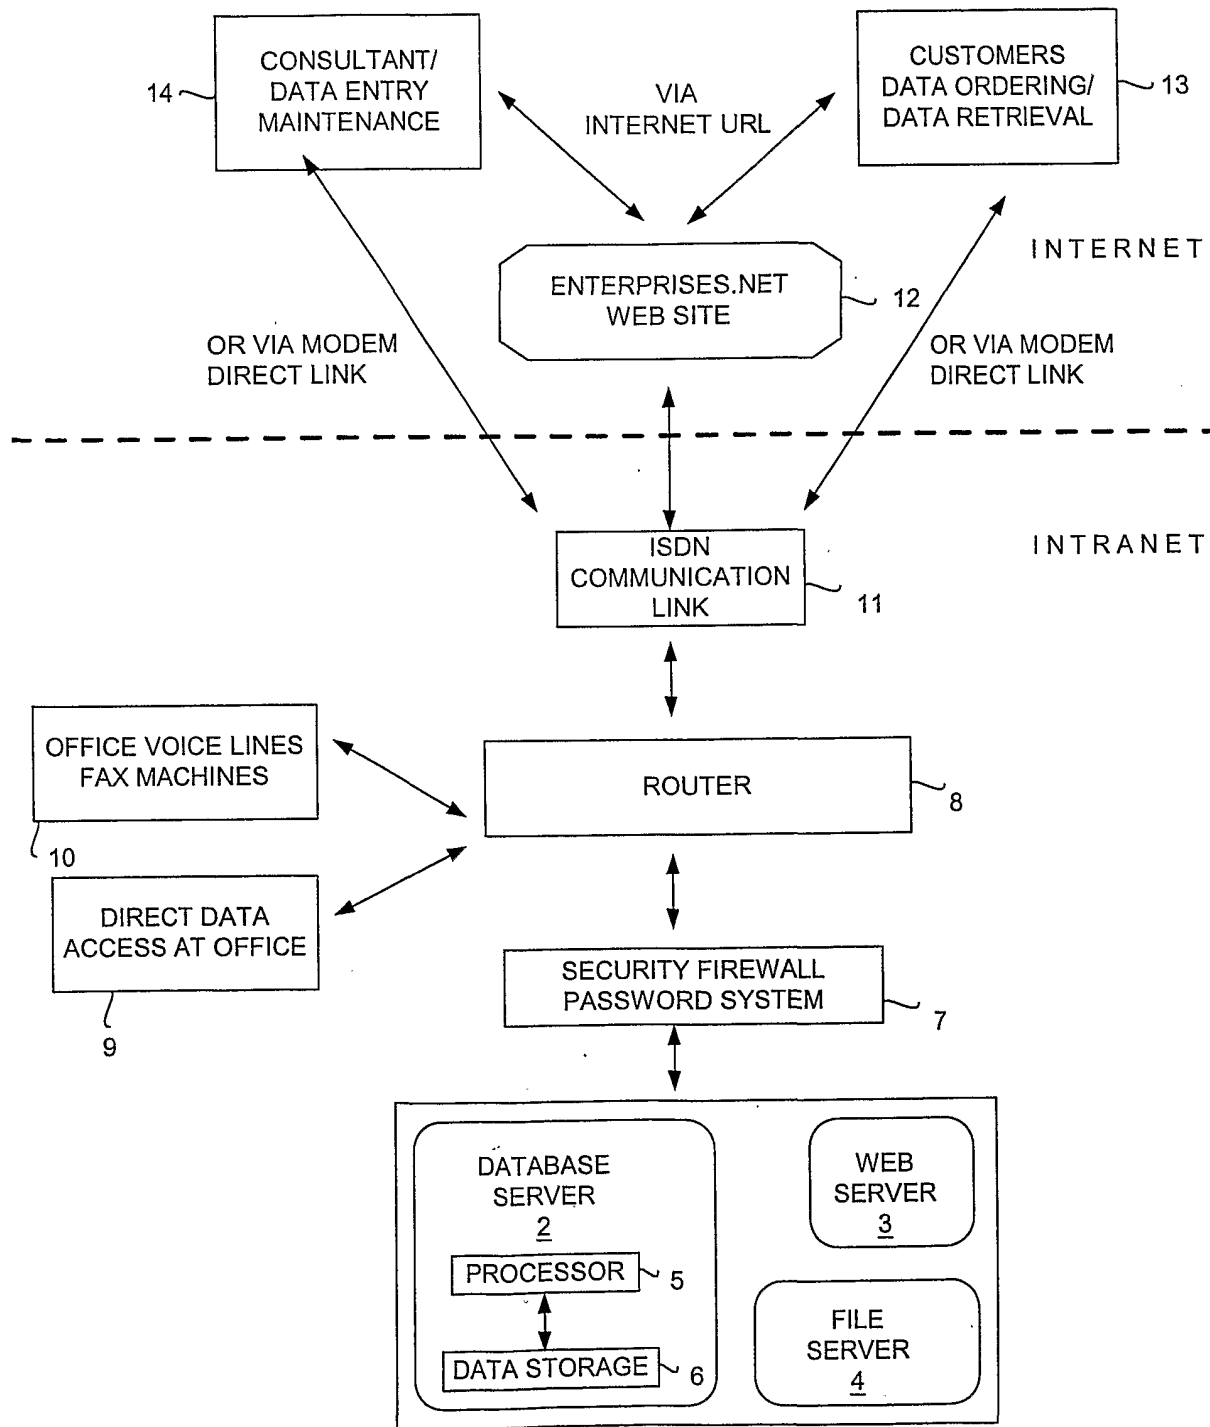 CONSULTANT/
DATA ENTRY
MAINTENANCE
14
VIA
INTERNET URL
CUSTOMERS
DATA ORDERING/
DATA RETRIEVAL
13
INTERNET
ENTERPRISES.NET
WEB SITE
12
OR VIA MODEM
DIRECT LINK
OR VIA MODEM
DIRECT LINK
INTRANET
ISDN
COMMUNICATION
LINK
11
OFFICE VOICE LINES
FAX MACHINES
10
ROUTER
8
DIRECT DATA
ACCESS AT OFFICE
9
SECURITY FIREWALL
PASSWORD SYSTEM
7
DATABASE
SERVER
2
PROCESSOR
5
DATA STORAGE
6
WEB
SERVER
3
FILE
SERVER
4